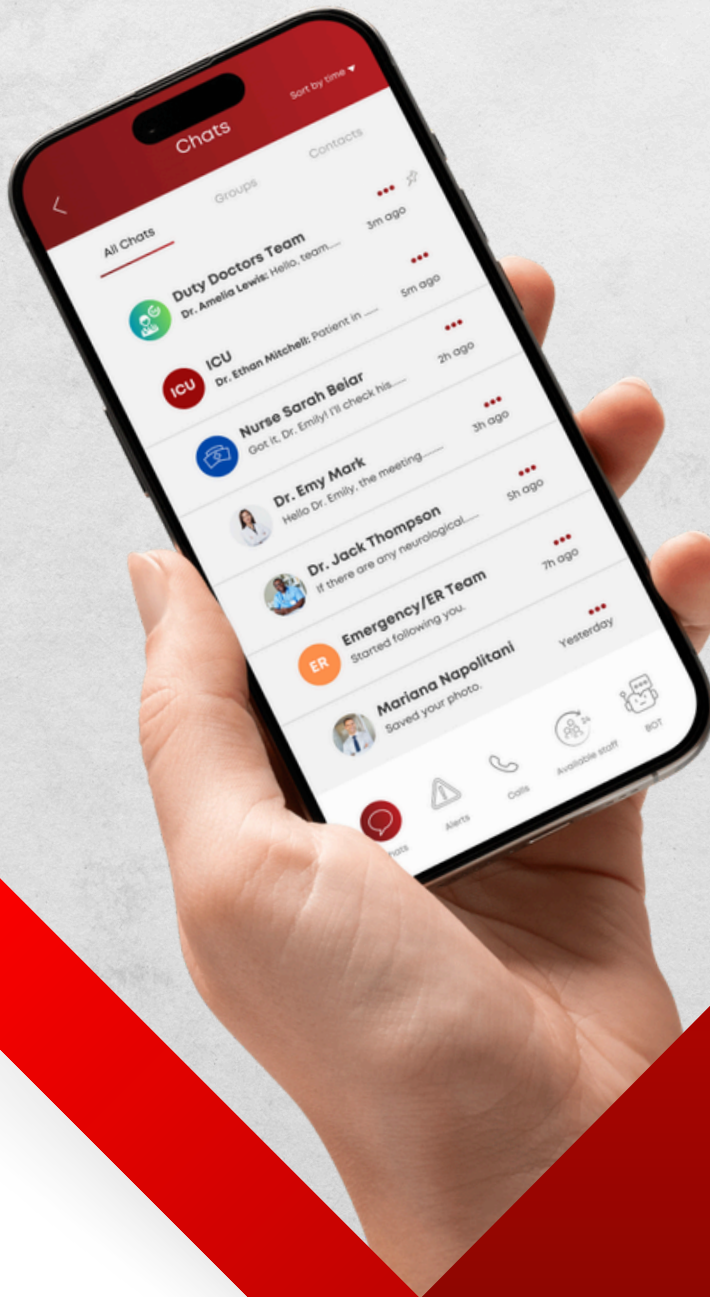 Sort by time
Chats
All Chats
Groups
Contacts
Duty Doctors Team
Dr. Amelia Lewis: Hello, team....
3m ago
ICU
ICU
Dr. Ethan Mitchell: Patient in .....
5m ago
Nurse Sarah Beiar
Got it, Dr. Emily! I'll check his.....
2h ago
Dr. Emy Mark
Hello Dr. Emily, the meeting.......
3h ago
Dr. Jack Thompson
If there are any neurological.....
5h ago
ER
Emergency/ER Team
Started following you.
7h ago
Mariana Napolitani
Saved your photo.
Yesterday
Alerts
Calls
24
Available staff
BOT